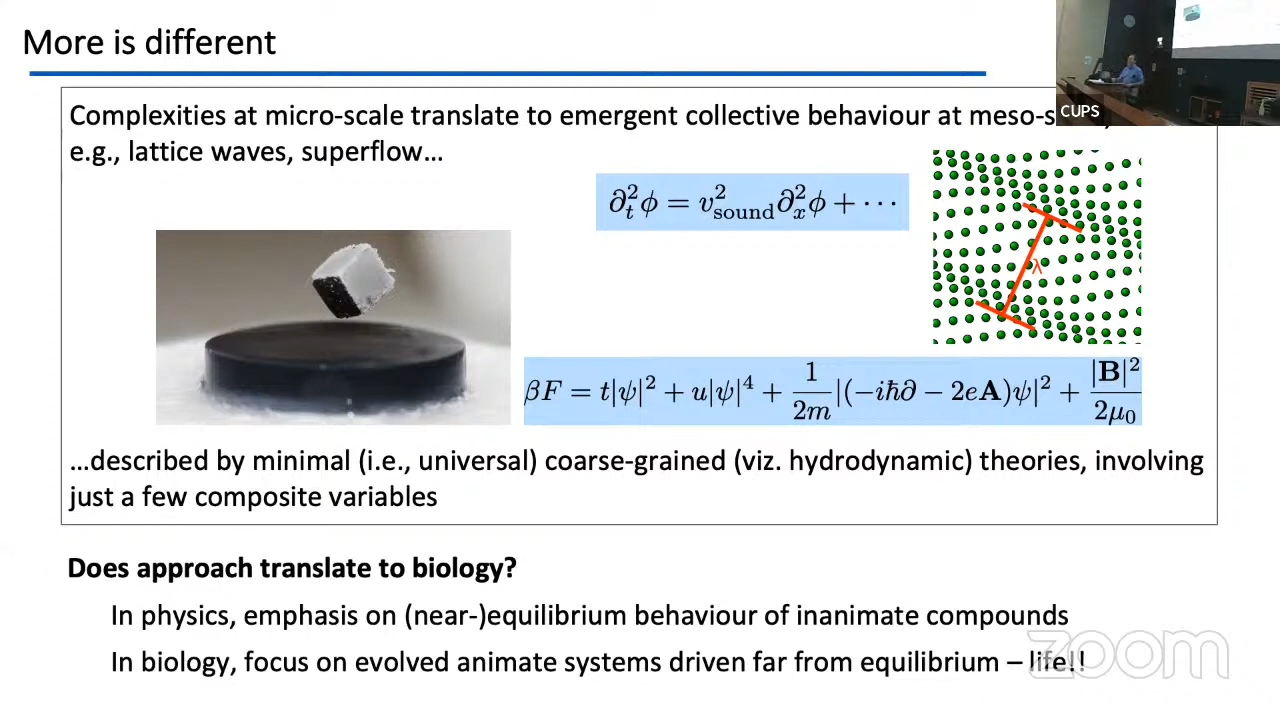 More is different
CUPS
Complexities at micro-scale translate to emergent collective behaviour at meso-s
e.g., lattice waves, superflow…
∂ₜ²ϕ = v²_sound ∂ₓ²ϕ + ⋯
λ
βF = t|ψ|² + u|ψ|⁴ + 1/2m |(−iħ∂ − 2e𝐀)ψ|² + |𝐁|²/2μ₀
…described by minimal (i.e., universal) coarse-grained (viz. hydrodynamic) theories, involving
just a few composite variables
Does approach translate to biology?
In physics, emphasis on (near-)equilibrium behaviour of inanimate compounds
In biology, focus on evolved animate systems driven far from equilibrium – life!!
zoom